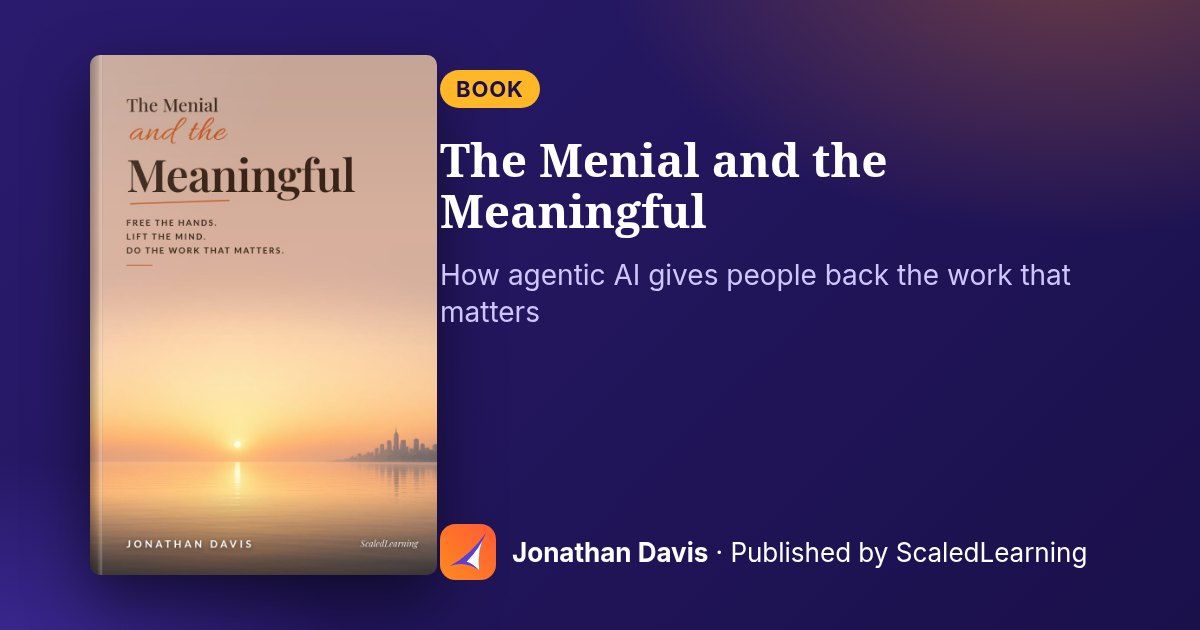 The Menial
and the
Meaningful
FREE THE HANDS.
LIFT THE MIND.
DO THE WORK THAT MATTERS.
JONATHAN DAVIS
ScaledLearning
BOOK
The Menial and the
Meaningful
How agentic AI gives people back the work that
matters
Jonathan Davis · Published by ScaledLearning